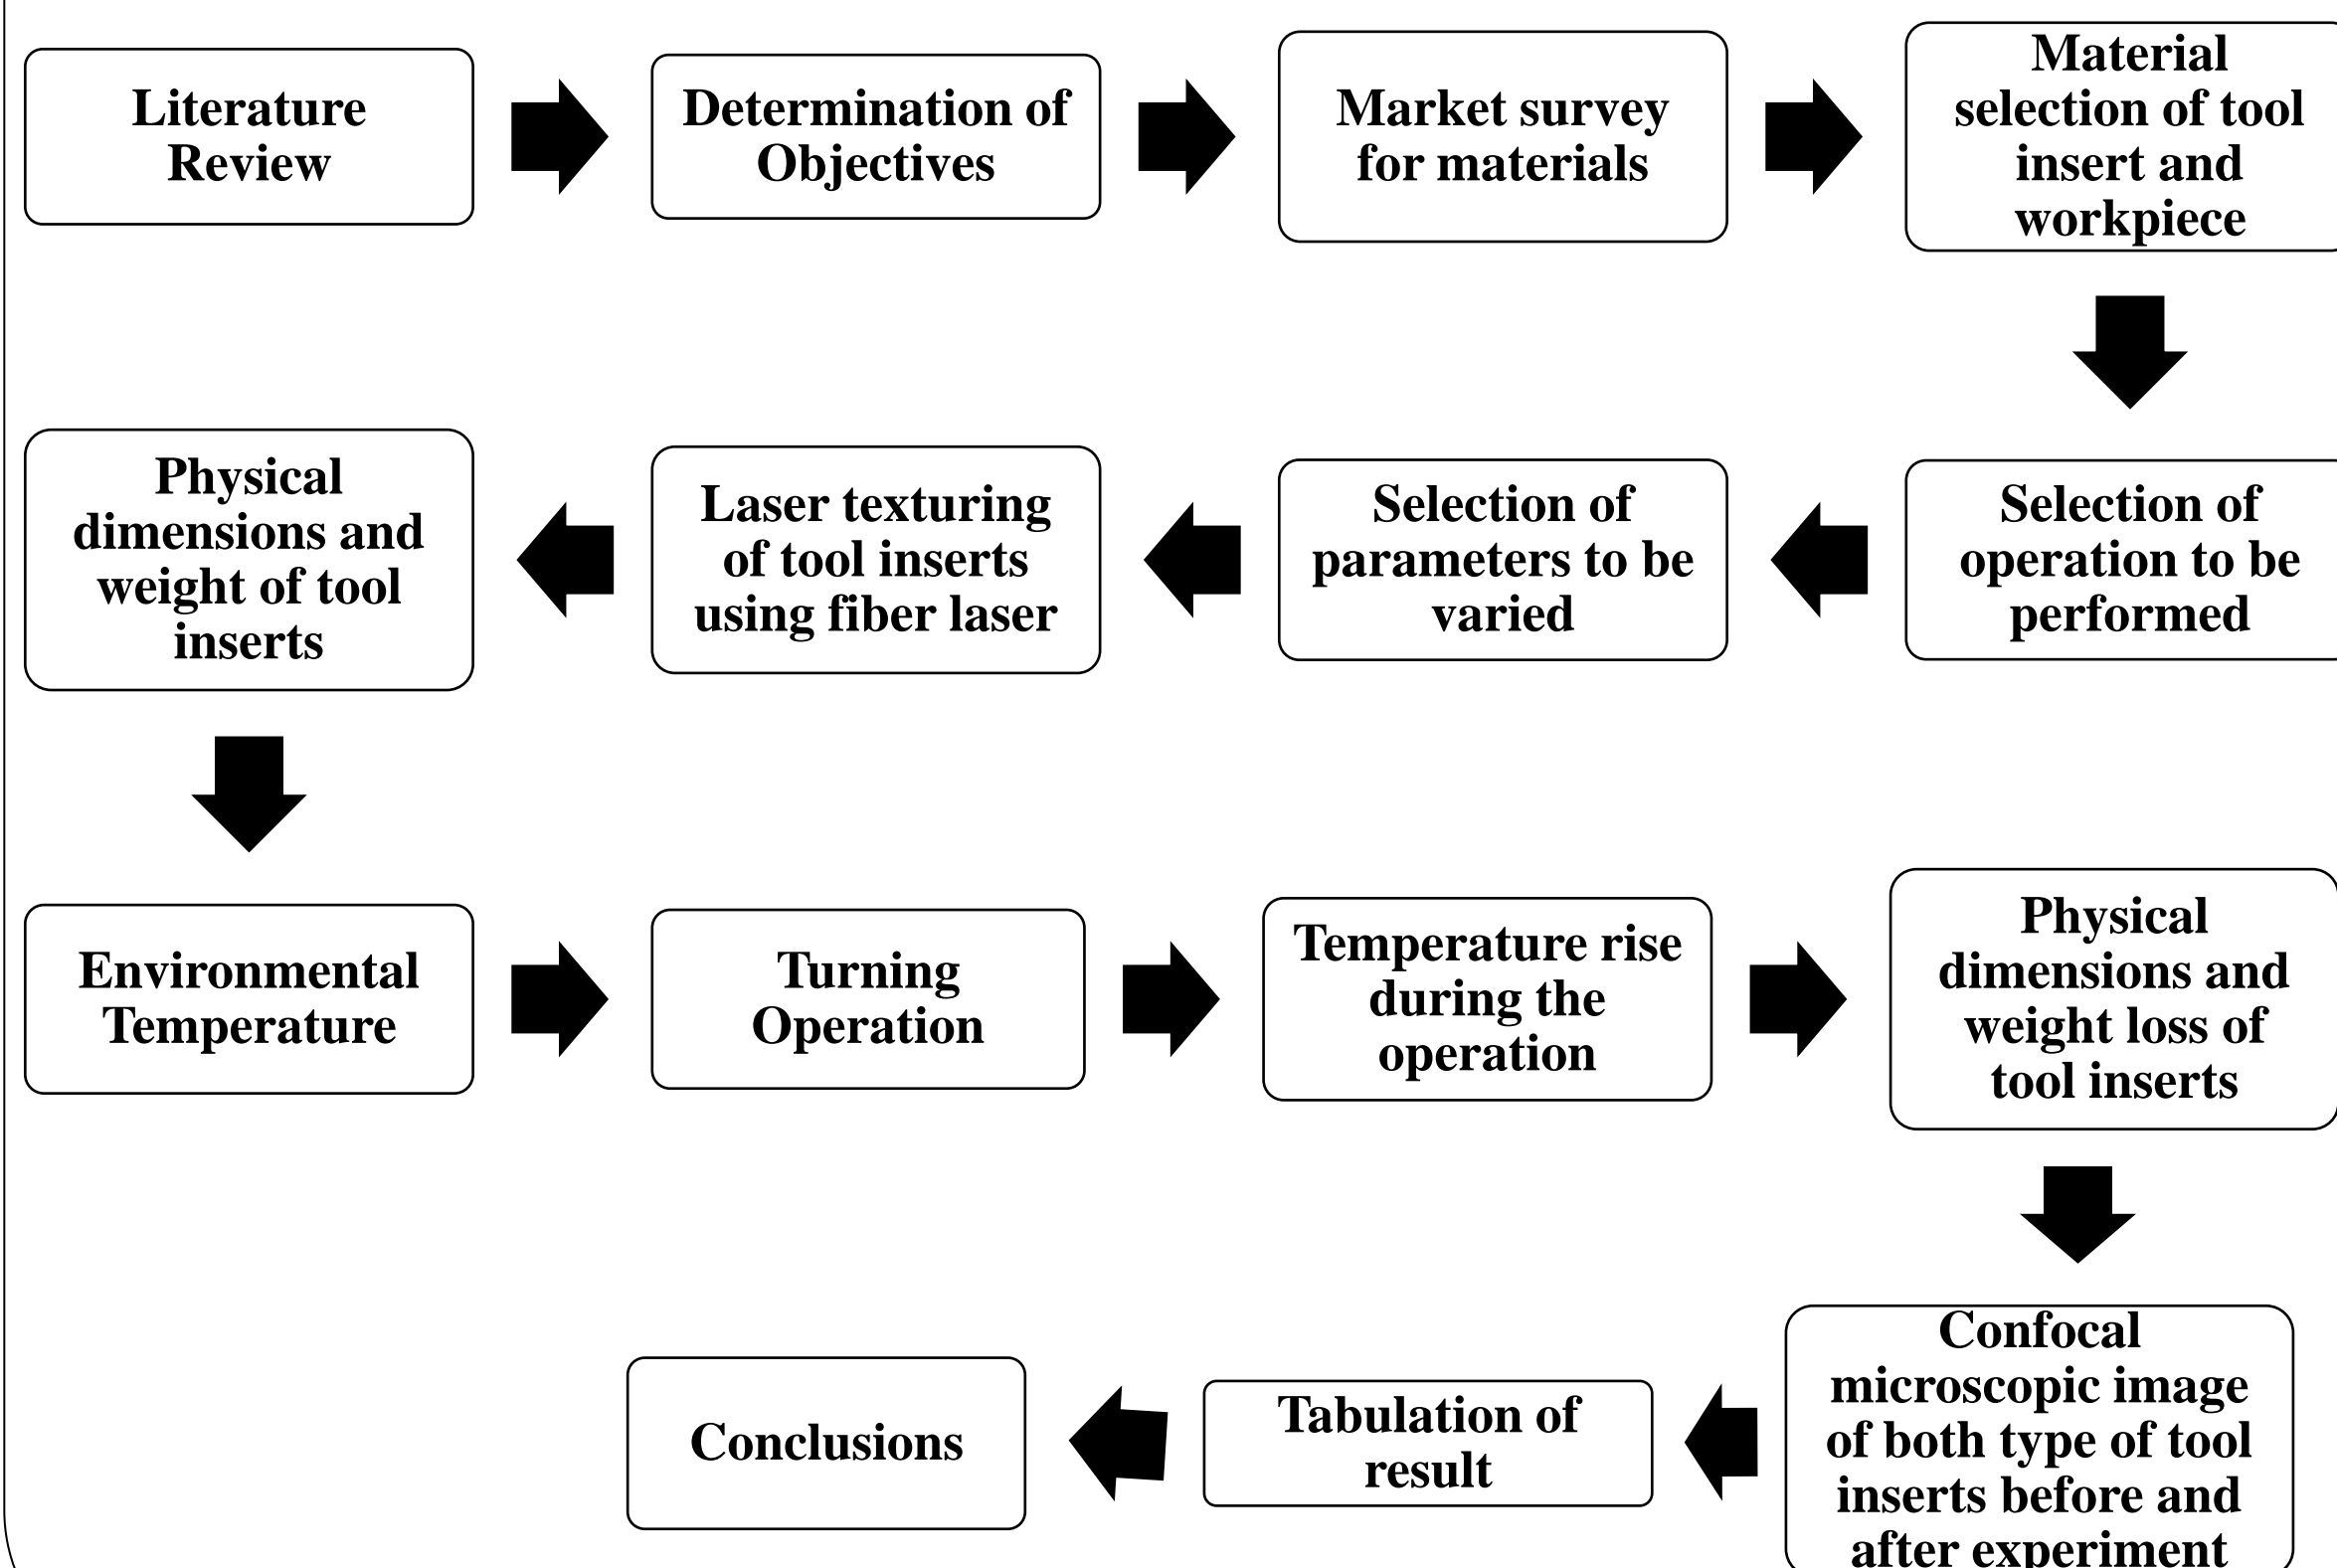 Literature
Review
Determination of
Objectives
Market survey
for materials
Material
selection of tool
insert and
workpiece
Selection of
operation to be
performed
Selection of
parameters to be
varied
Laser texturing
of tool inserts
using fiber laser
Physical
dimensions and
weight of tool
inserts
Environmental
Temperature
Turning
Operation
Temperature rise
during the
operation
Physical
dimensions and
weight loss of
tool inserts
Confocal
microscopic image
of both type of tool
inserts before and
after experiment
Tabulation of
result
Conclusions